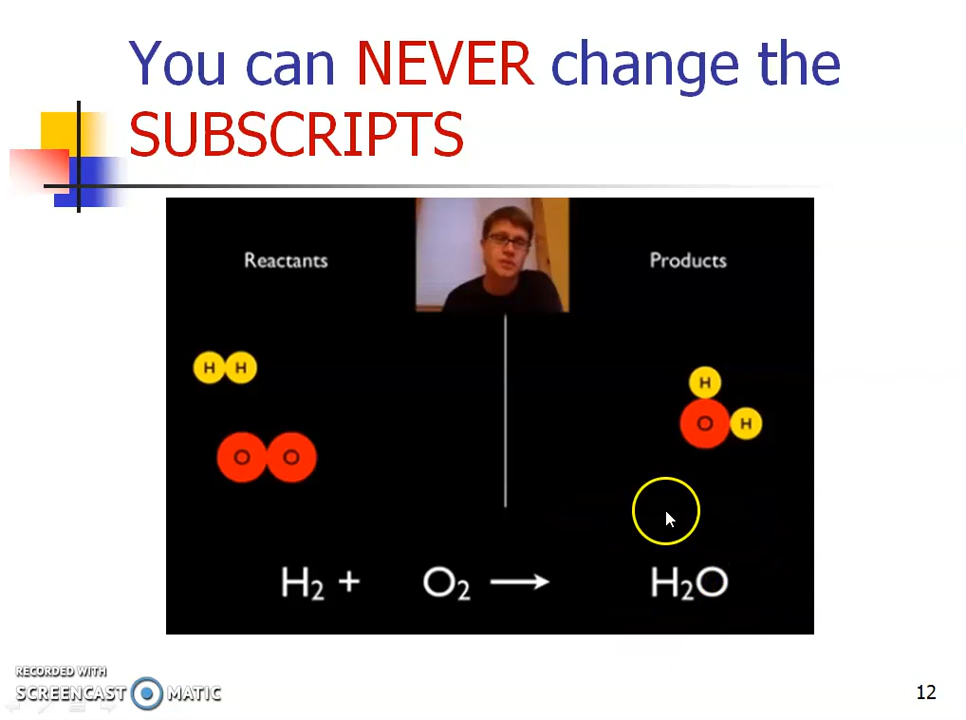 You can NEVER change the
SUBSCRIPTS
Reactants
Products
H H
H
O H
O O
H₂ + O₂ → H₂O
RECORDED WITH
SCREENCAST MATIC
12